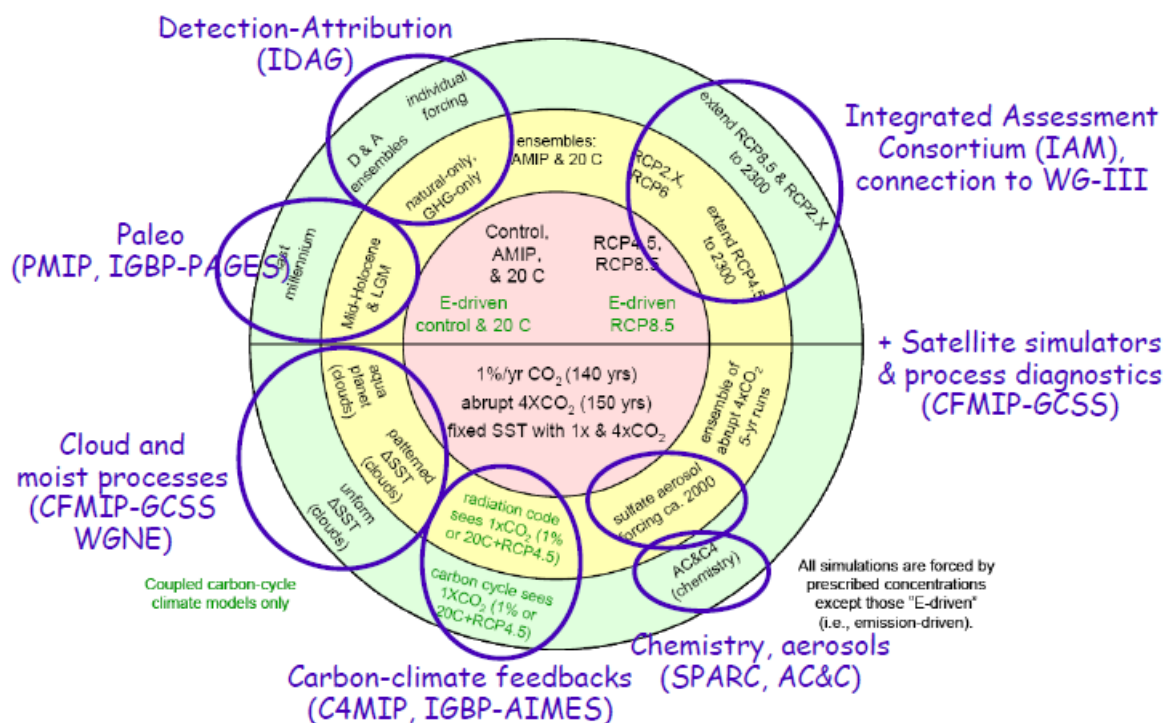 Detection-Attribution
(IDAG)
individual
forcing
D & A
ensembles
natural-only,
GHG-only
ensembles:
AMIP & 20 C
RCP2.X,
RCP6
extend RCP8.5 & RCP2.X
to 2300
extend RCP4.5
to 2300
Integrated Assessment
Consortium (IAM),
connection to WG-III
Paleo
(PMIP, IGBP-PAGES)
last
millennium
Mid-Holocene
& LGM
Control,
AMIP,
& 20 C
RCP4.5,
RCP8.5
E-driven
control & 20 C
E-driven
RCP8.5
+ Satellite simulators
& process diagnostics
(CFMIP-GCSS)
1%/yr CO₂ (140 yrs)
abrupt 4XCO₂ (150 yrs)
fixed SST with 1x & 4xCO₂
aqua
planet
(clouds)
patterned
ΔSST
(clouds)
unform
ΔSST
(clouds)
ensemble of
abrupt 4xCO₂
5-yr runs
Cloud and
moist processes
(CFMIP-GCSS
WGNE)
radiation code
sees 1xCO₂ (1%
or 20C+RCP4.5)
carbon cycle sees
1XCO₂ (1% or
20C+RCP4.5)
sulfate aerosol
forcing ca. 2000
AC&C4
(chemistry)
Coupled carbon-cycle
climate models only
All simulations are forced by
prescribed concentrations
except those "E-driven"
(i.e., emission-driven).
Chemistry, aerosols
(SPARC, AC&C)
Carbon-climate feedbacks
(C4MIP, IGBP-AIMES)